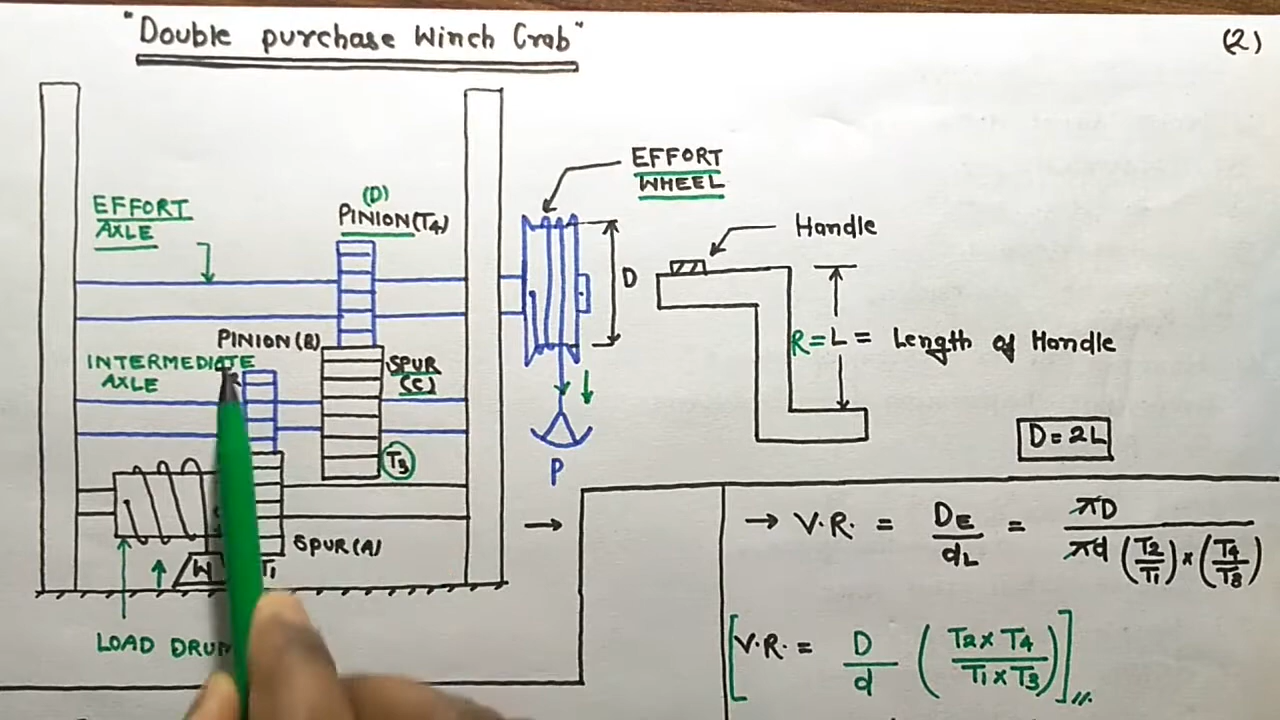 "Double purchase Winch Crab"
(2)
EFFORT
WHEEL
EFFORT
AXLE
(D)
PINION(T4)
Handle
D
PINION(B)
INTERMEDIATE
AXLE
SPUR
(C)
R=L= Length of Handle
T3
P
D=2L
SPUR(A)
W
T1
LOAD DRUM
→ V.R. = DE/dL = πD/πd (T2/T1)×(T4/T3)
[V.R. = D/d (T2×T4/T1×T3)]